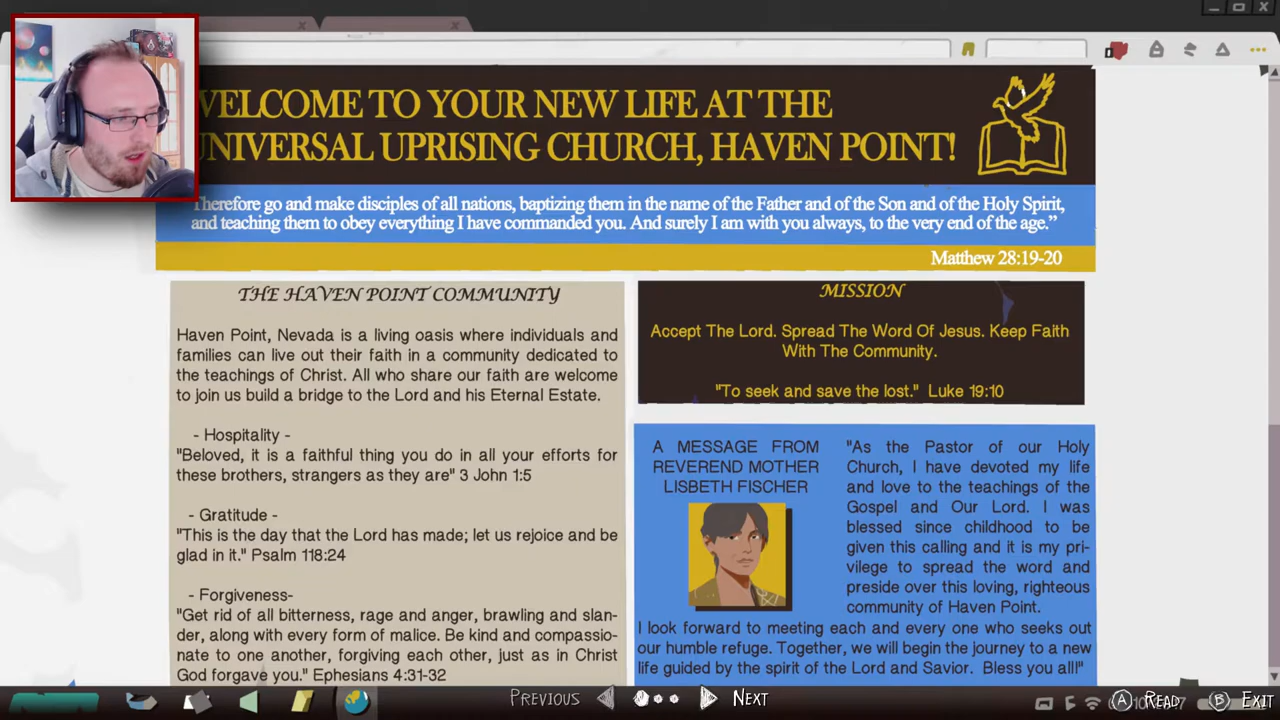 WELCOME TO YOUR NEW LIFE AT THE
UNIVERSAL UPRISING CHURCH, HAVEN POINT!
Therefore go and make disciples of all nations, baptizing them in the name of the Father and of the Son and of the Holy Spirit,
and teaching them to obey everything I have commanded you. And surely I am with you always, to the very end of the age.”
Matthew 28:19-20
THE HAVEN POINT COMMUNITY
Haven Point, Nevada is a living oasis where individuals and
families can live out their faith in a community dedicated to
the teachings of Christ. All who share our faith are welcome
to join us build a bridge to the Lord and his Eternal Estate.
- Hospitality -
"Beloved, it is a faithful thing you do in all your efforts for
these brothers, strangers as they are" 3 John 1:5
- Gratitude -
"This is the day that the Lord has made; let us rejoice and be
glad in it." Psalm 118:24
- Forgiveness-
"Get rid of all bitterness, rage and anger, brawling and slan-
der, along with every form of malice. Be kind and compassio-
nate to one another, forgiving each other, just as in Christ
God forgave you." Ephesians 4:31-32
MISSION
Accept The Lord. Spread The Word Of Jesus. Keep Faith
With The Community.
"To seek and save the lost." Luke 19:10
A MESSAGE FROM
REVEREND MOTHER
LISBETH FISCHER
"As the Pastor of our Holy
Church, I have devoted my life
and love to the teachings of the
Gospel and Our Lord. I was
blessed since childhood to be
given this calling and it is my pri-
vilege to spread the word and
preside over this loving, righteous
community of Haven Point.
I look forward to meeting each and every one who seeks out
our humble refuge. Together, we will begin the journey to a new
life guided by the spirit of the Lord and Savior. Bless you all!"
PREVIOUS NEXT A READ B EXIT